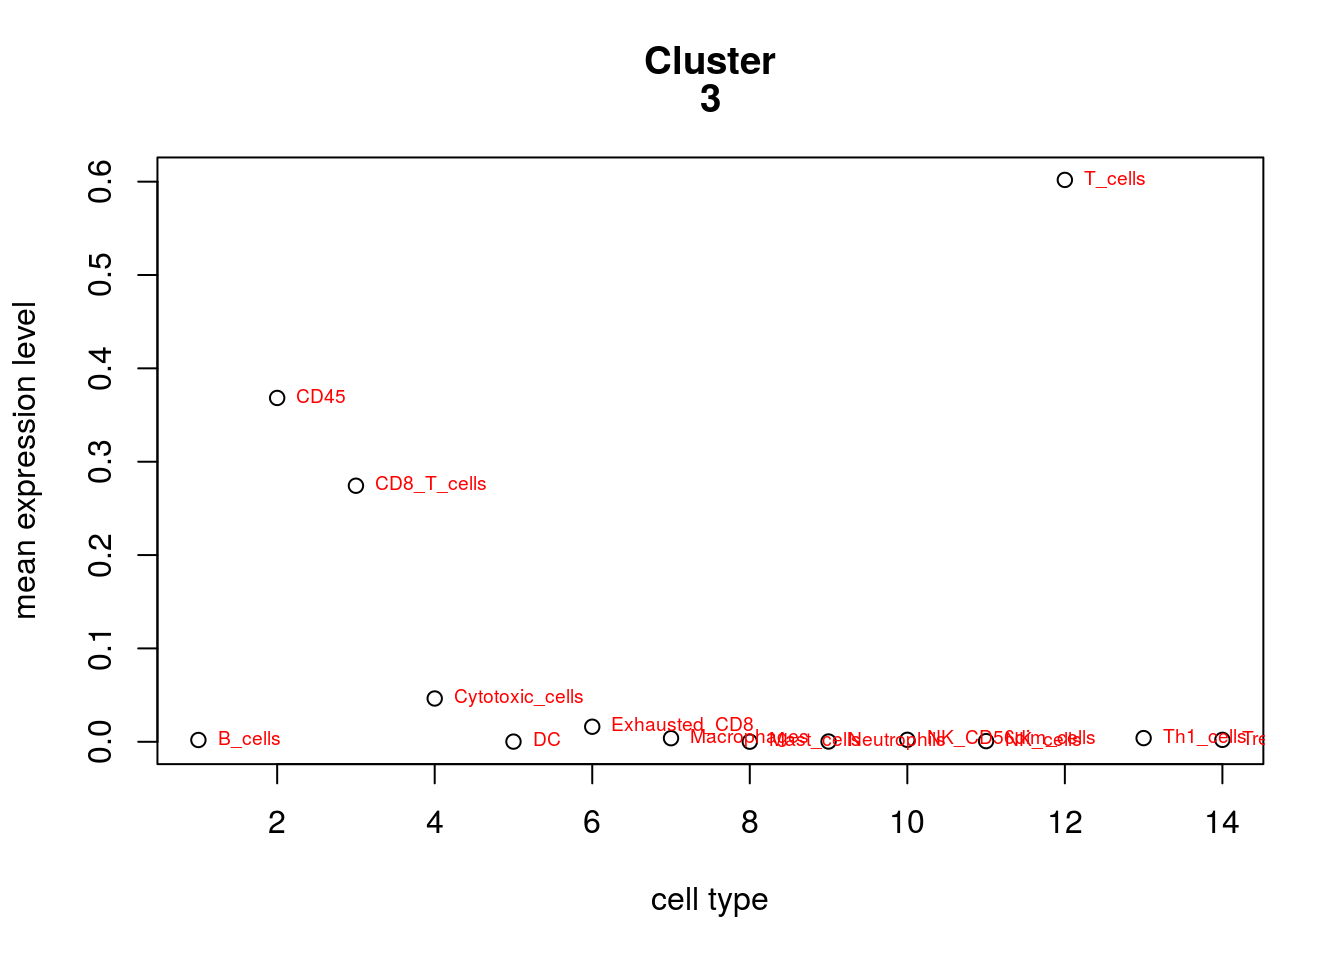 Cluster
3
mean expression level
0.6
0.5
0.4
0.3
0.2
0.1
0.0
T_cells
CD45
CD8_T_cells
Cytotoxic_cells
Exhausted_CD8
B_cells
DC
Macrophages
Mast_cells
Neutrophils
NK_CD56dim_cells
NK_cells
Th1_cells
Tre
2 4 6 8 10 12 14
cell type